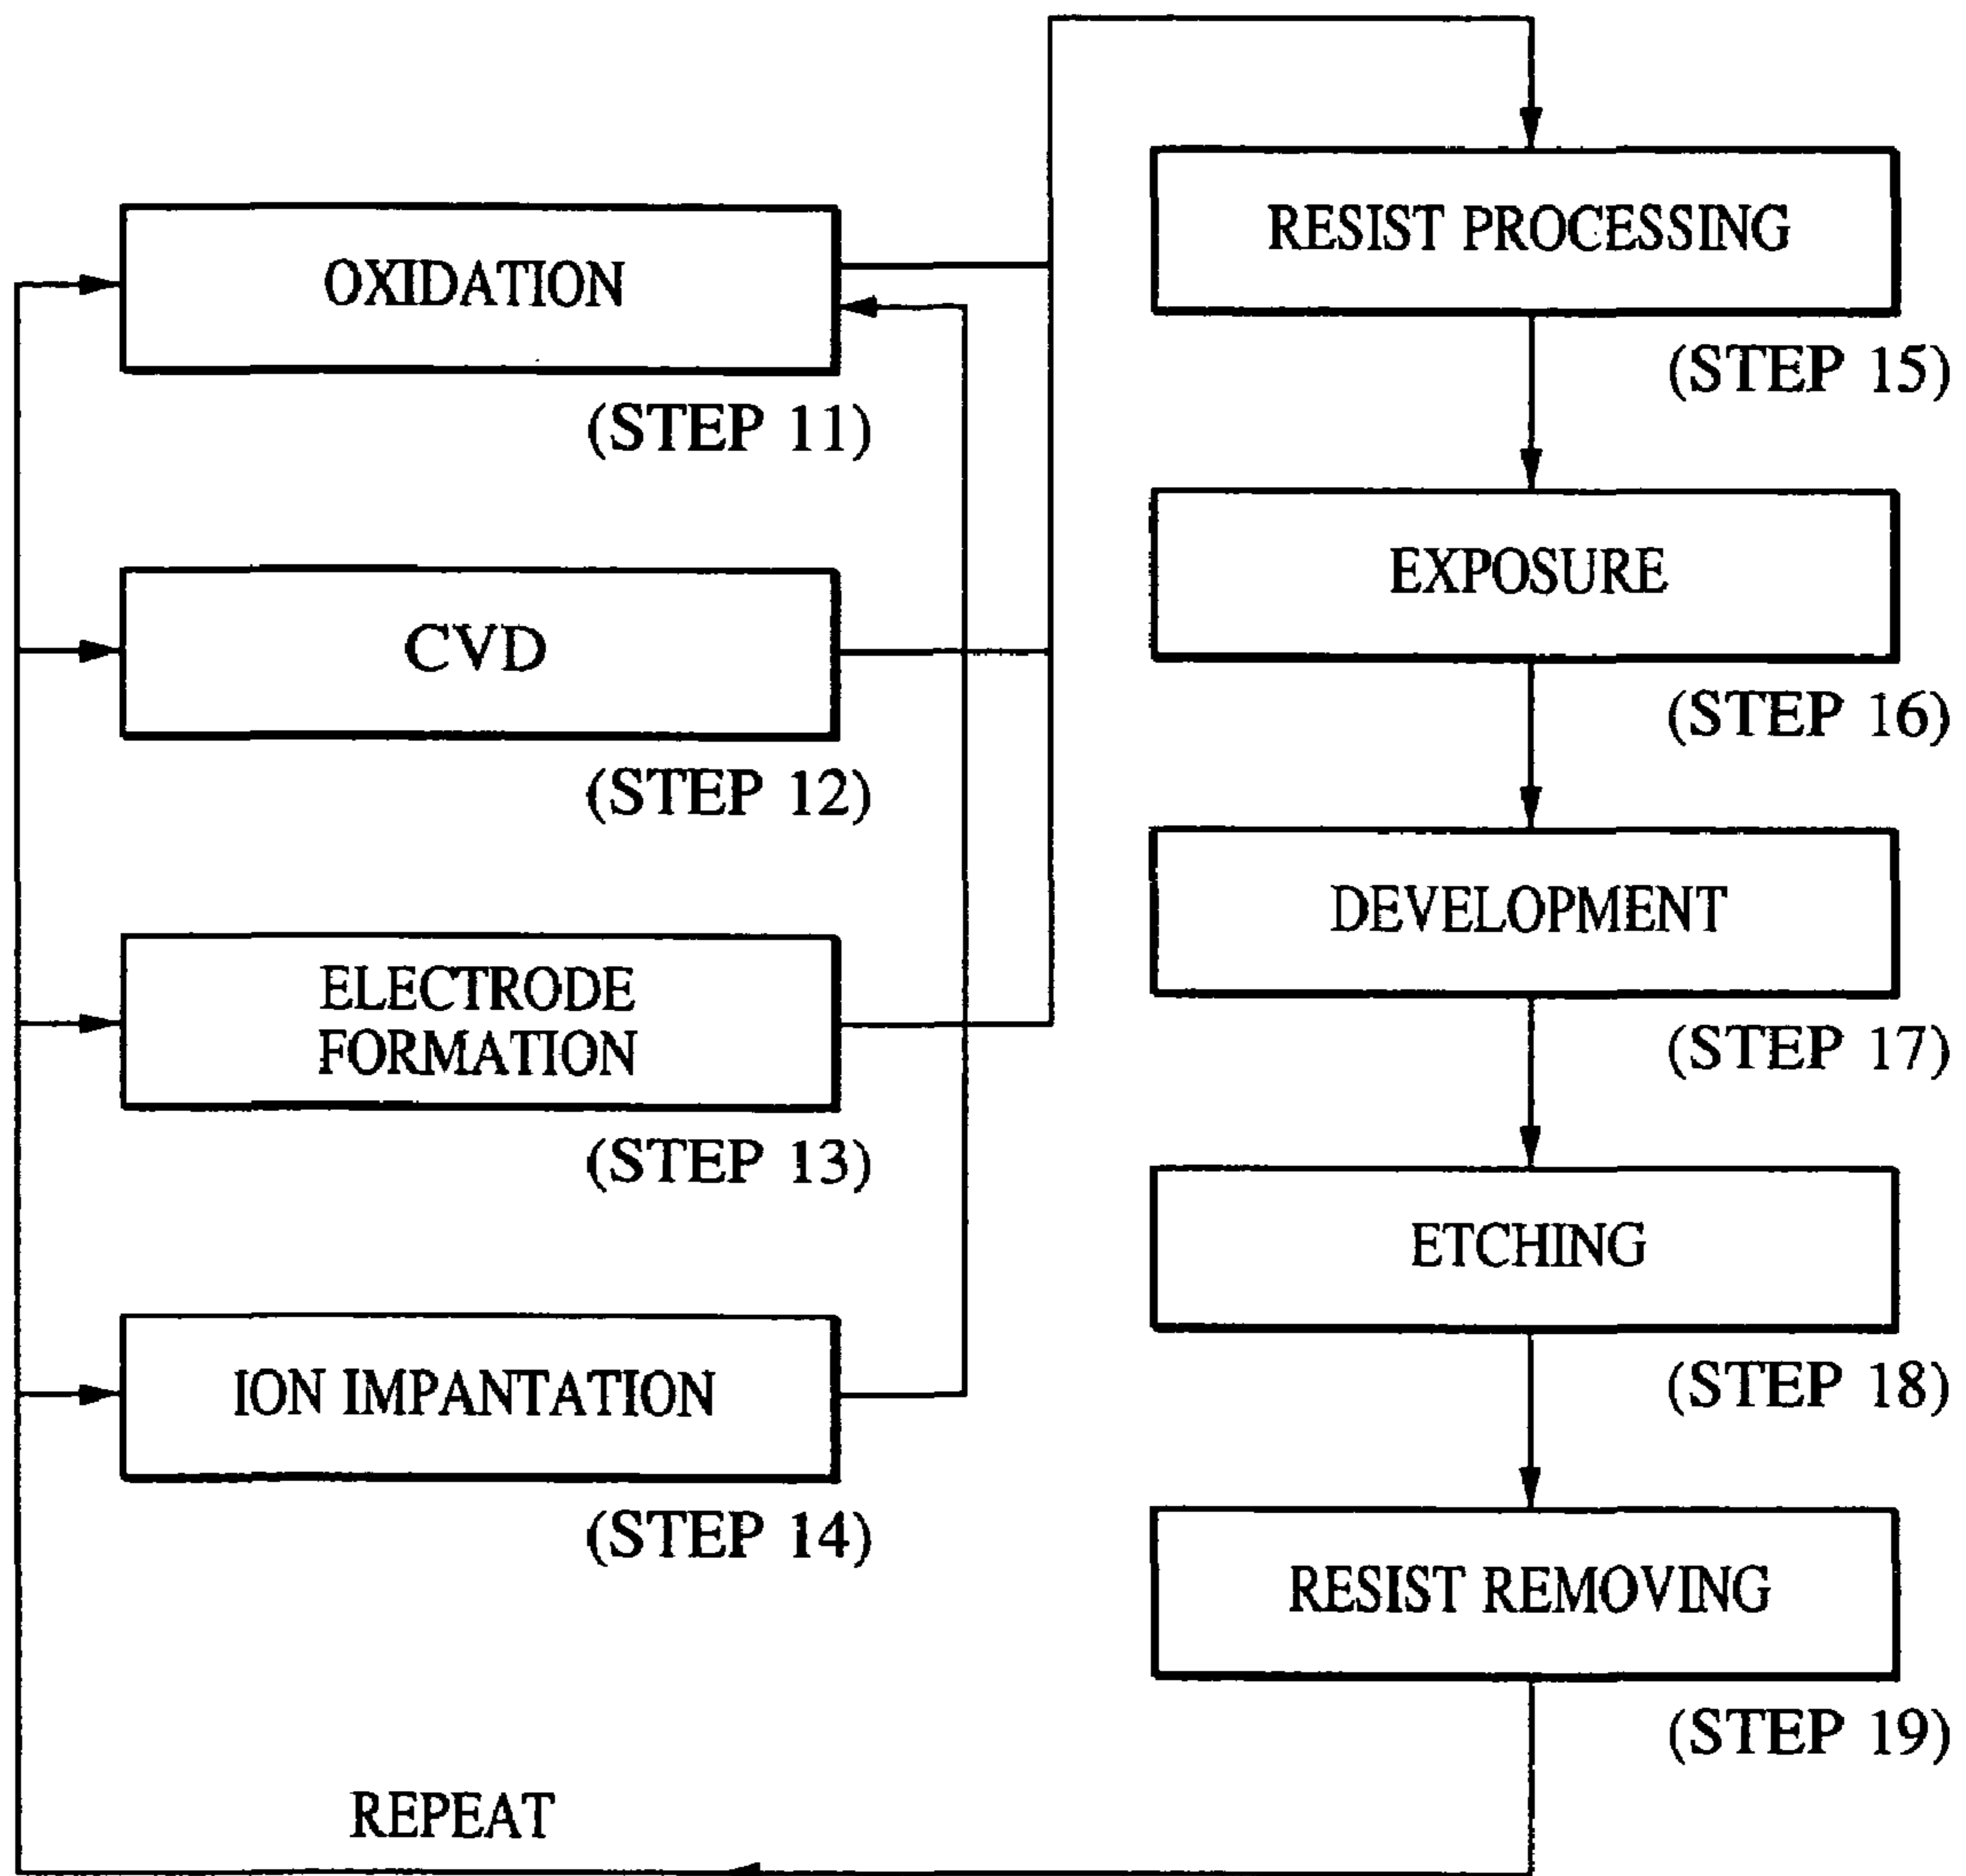 OXIDATION
(STEP 11)
CVD
(STEP 12)
ELECTRODE
FORMATION
(STEP 13)
ION IMPANTATION
(STEP 14)
RESIST PROCESSING
(STEP 15)
EXPOSURE
(STEP 16)
DEVELOPMENT
(STEP 17)
ETCHING
(STEP 18)
RESIST REMOVING
(STEP 19)
REPEAT